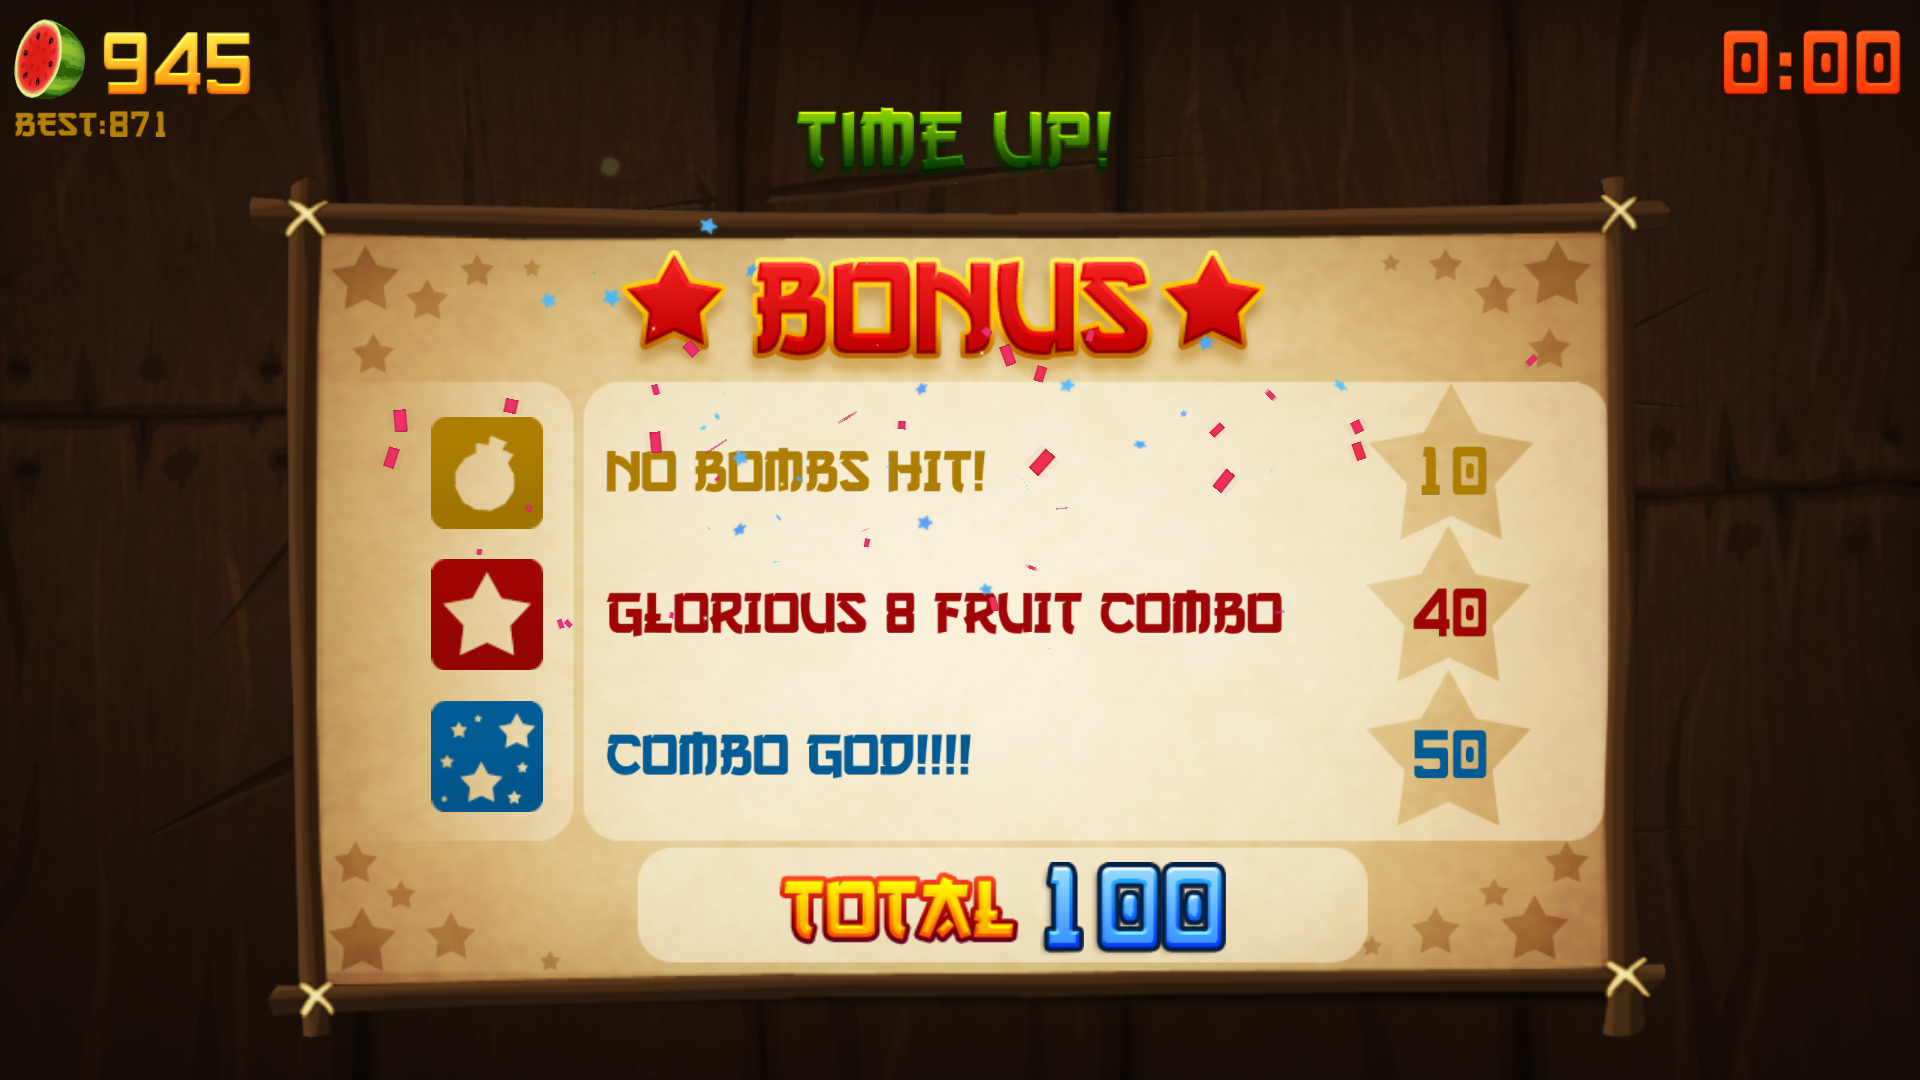 945
BEST:871
0:00
TIME UP!
BONUS
NO BOMBS HIT! 10
GLORIOUS 8 FRUIT COMBO 40
COMBO GOD!!!! 50
TOTAL 100